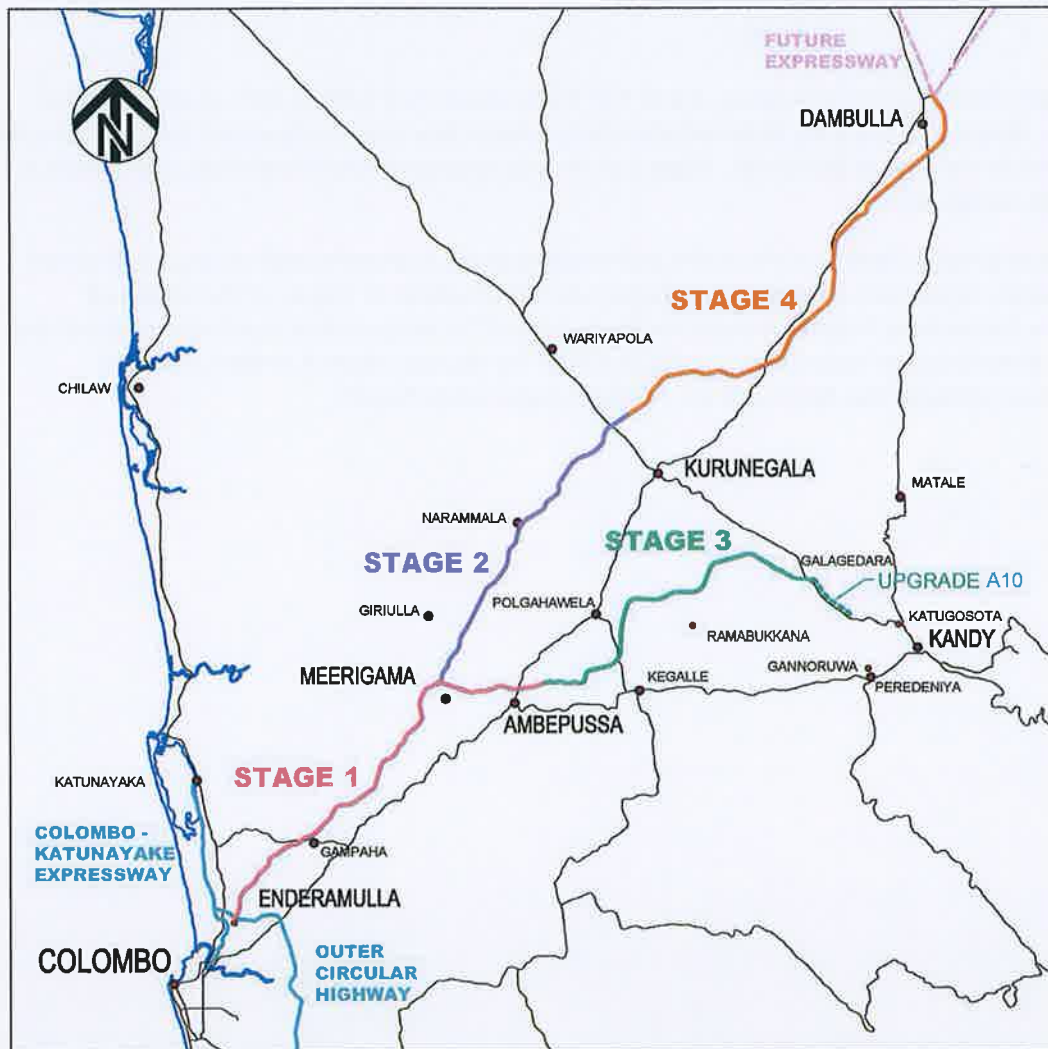 FUTURE
EXPRESSWAY
DAMBULLA
N
STAGE 4
WARIYAPOLA
CHILAW
KURUNEGALA
MATALE
NARAMMALA
STAGE 3
STAGE 2
GALAGEDARA
UPGRADE A10
GIRIULLA
POLGAHAWELA
KATUGOSOTA
RAMABUKKANA
KANDY
MEERIGAMA
GANNORUWA
KEGALLE
PEREDENIYA
AMBEPUSSA
STAGE 1
KATUNAYAKA
COLOMBO -
KATUNAYAKE
EXPRESSWAY
GAMPAHA
ENDERAMULLA
COLOMBO
OUTER
CIRCULAR
HIGHWAY